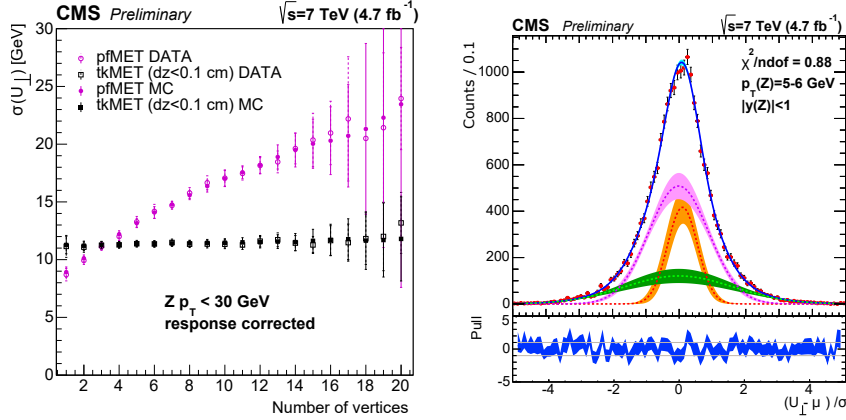 CMS Preliminary √s=7 TeV (4.7 fb⁻¹)
σ(U⊥) [GeV]
30
25
20
15
10
5
0
pfMET DATA
tkMET (dz<0.1 cm) DATA
pfMET MC
tkMET (dz<0.1 cm) MC
Z p_T < 30 GeV
response corrected
2 4 6 8 10 12 14 16 18 20
Number of vertices
CMS Preliminary √s=7 TeV (4.7 fb⁻¹)
Counts / 0.1
1000
800
600
400
200
0
χ²/ndof = 0.88
p_T(Z)=5-6 GeV
|y(Z)|<1
Pull
5
0
-5
-4 -2 0 2 4
(U⊥- μ) /σ